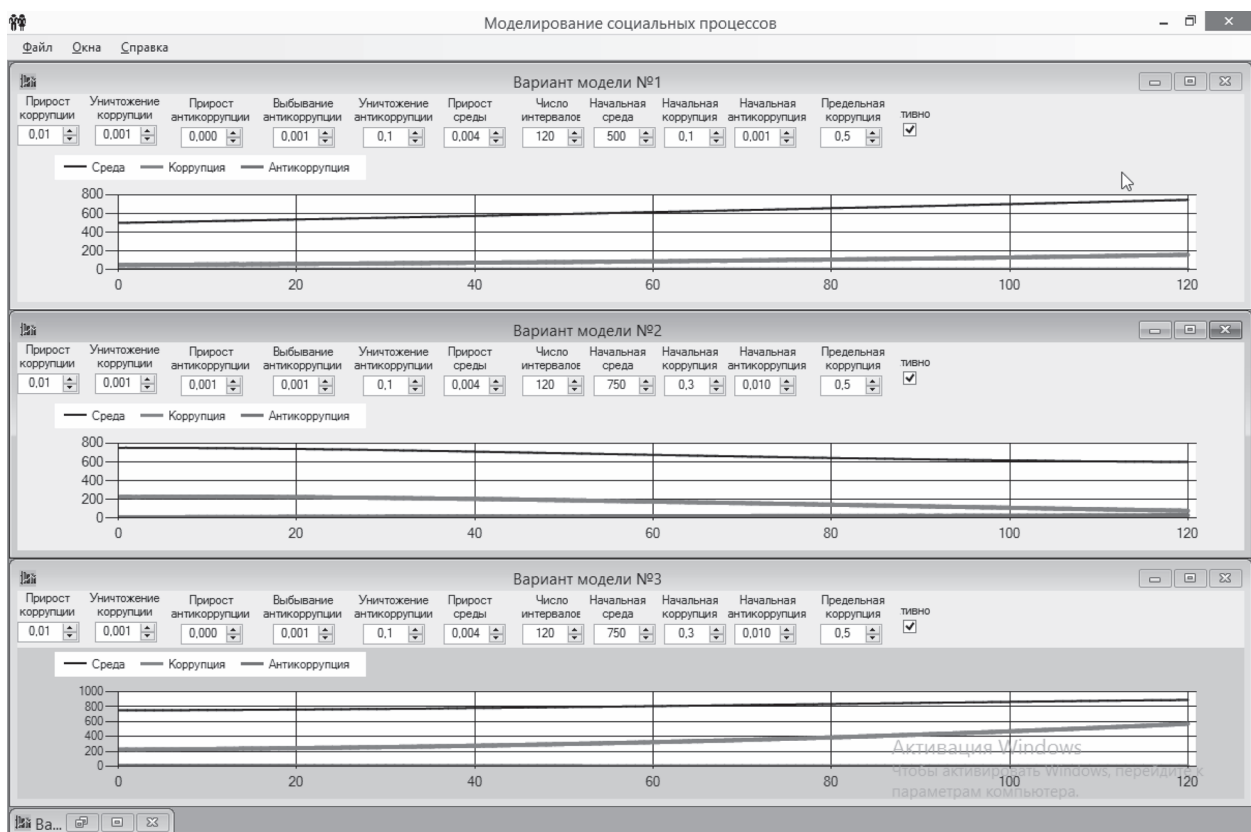 Моделирование социальных процессов
Файл Окна Справка
Вариант модели №1
Прирост коррупции Уничтожение коррупции Прирост антикоррупции Выбывание антикоррупции Уничтожение антикоррупции Прирост среды Число интервалов Начальная среда Начальная коррупция Начальная антикоррупция Предельная коррупция тивно
0,01 0,001 0,000 0,001 0,1 0,004 120 500 0,1 0,001 0,5
Среда Коррупция Антикоррупция
800
600
400
200
0
0 20 40 60 80 100 120
Вариант модели №2
Прирост коррупции Уничтожение коррупции Прирост антикоррупции Выбывание антикоррупции Уничтожение антикоррупции Прирост среды Число интервалов Начальная среда Начальная коррупция Начальная антикоррупция Предельная коррупция тивно
0,01 0,001 0,001 0,001 0,1 0,004 120 750 0,3 0,010 0,5
Среда Коррупция Антикоррупция
800
600
400
200
0
0 20 40 60 80 100 120
Вариант модели №3
Прирост коррупции Уничтожение коррупции Прирост антикоррупции Выбывание антикоррупции Уничтожение антикоррупции Прирост среды Число интервалов Начальная среда Начальная коррупция Начальная антикоррупция Предельная коррупция тивно
0,01 0,001 0,000 0,001 0,1 0,004 120 750 0,3 0,010 0,5
Среда Коррупция Антикоррупция
1000
800
600
400
200
0
0 20 40 60 80 100 120
Активация Windows
Чтобы активировать Windows, перейдите к
параметрам компьютера.
Ва...